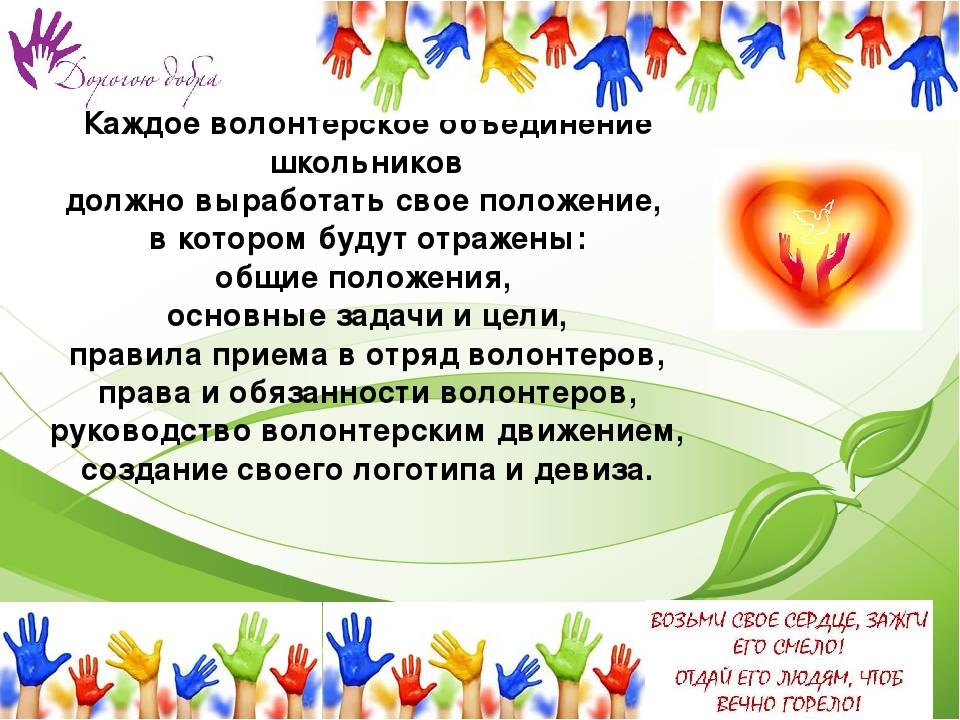 Дорогою добра
Каждое волонтерское объединение
школьников
должно выработать свое положение,
в котором будут отражены:
общие положения,
основные задачи и цели,
правила приема в отряд волонтеров,
права и обязанности волонтеров,
руководство волонтерским движением,
создание своего логотипа и девиза.
ВОЗЬМИ СВОЕ СЕРДЦЕ, ЗАЖГИ
ЕГО СМЕЛО!
ОТДАЙ ЕГО ЛЮДЯМ, ЧТОБ
ВЕЧНО ГОРЕЛО!